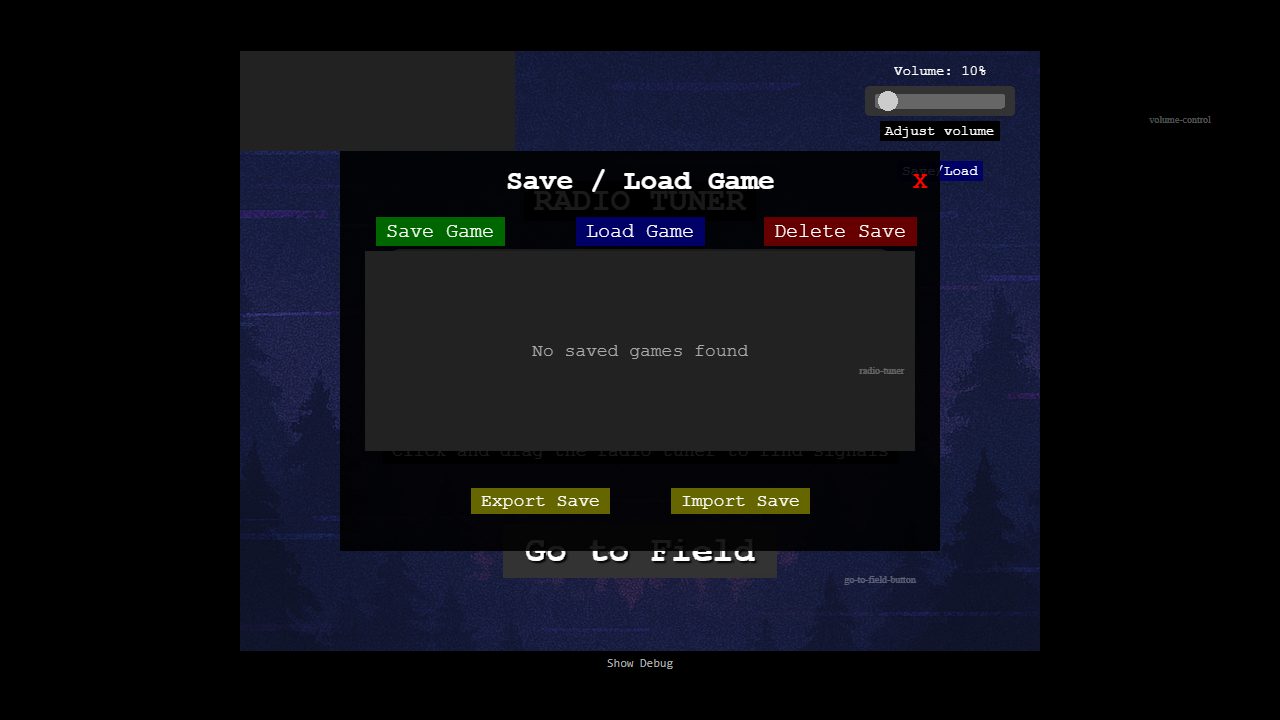 Volume: 10%
Adjust volume
volume-control
Save/Load
Save / Load Game
X
RADIO TUNER
Save Game
Load Game
Delete Save
No saved games found
radio-tuner
Click and drag the radio tuner to find signals
Export Save
Import Save
Go to Field
go-to-field-button
Show Debug